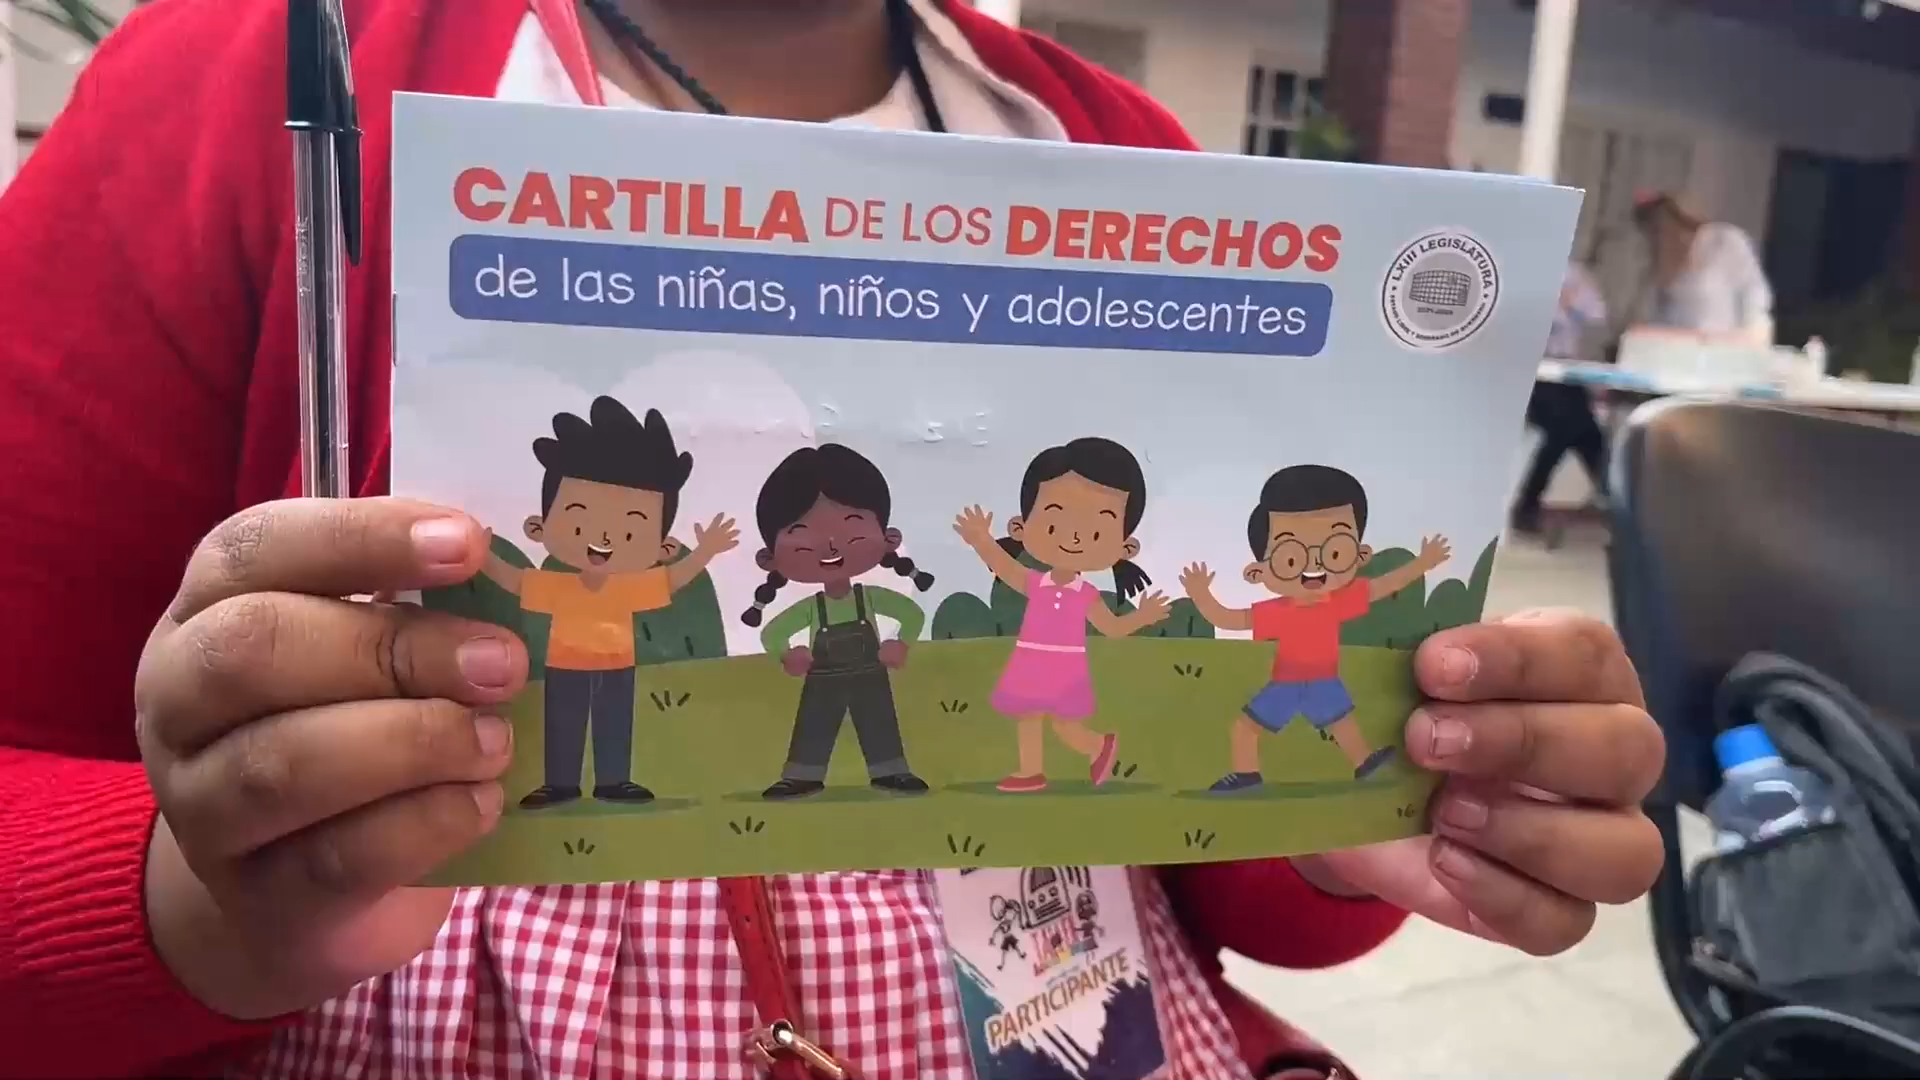 CARTILLA DE LOS DERECHOS
de las niñas, niños y adolescentes
LXIII LEGISLATURA
PARTICIPANTE